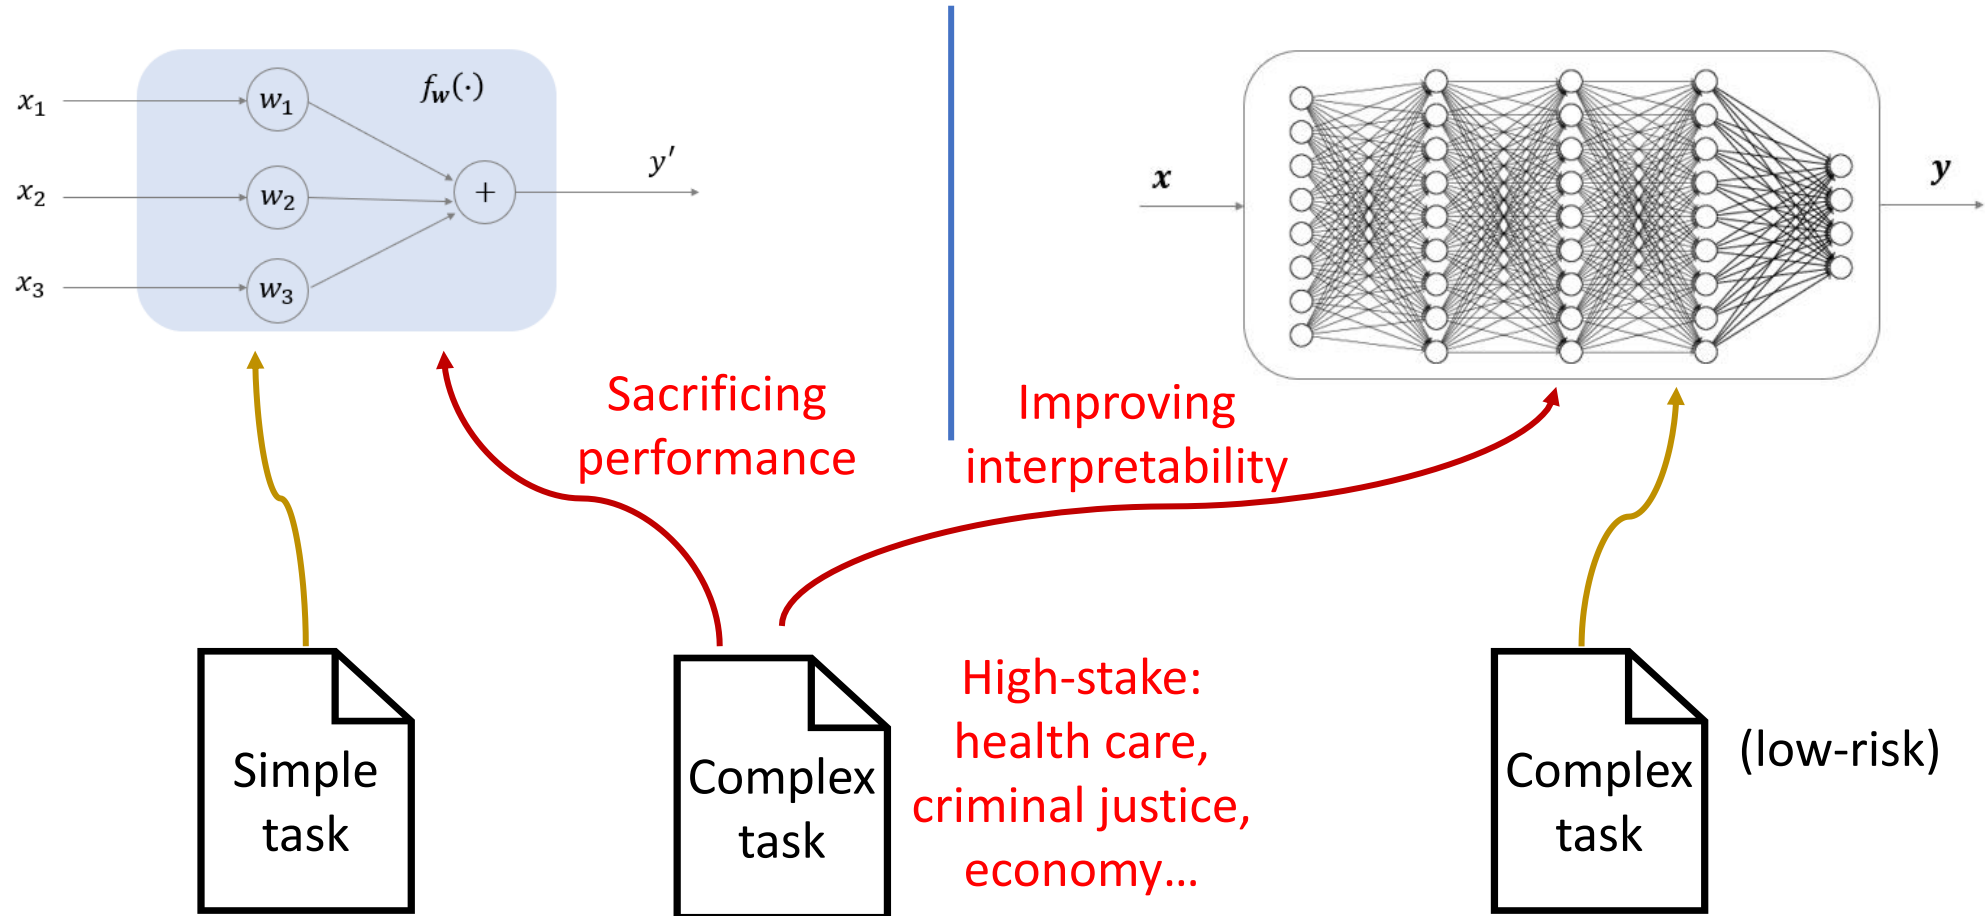 x₁
w₁
f𝐰(·)
x₂
w₂
+
y′
x₃
w₃
x
y
Sacrificing
performance
Improving
interpretability
Simple
task
Complex
task
High-stake:
health care,
criminal justice,
economy...
Complex
task
(low-risk)